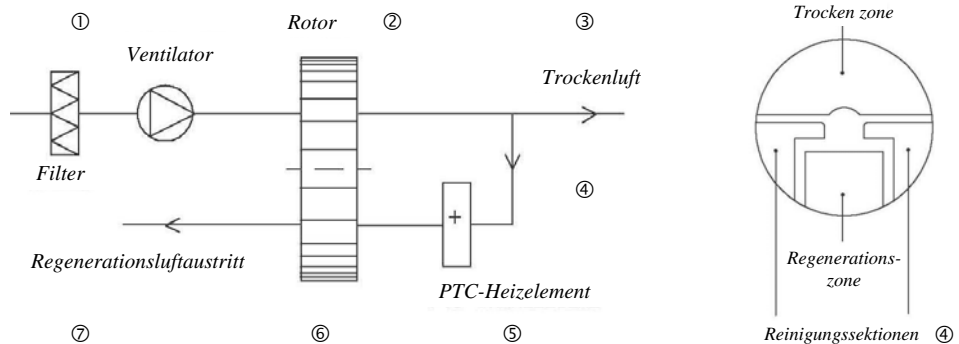 ① Rotor ② ③ Trocken zone
Ventilator
Trockenluft
Filter
④
Regenerationsluftaustritt
Regenerations-
zone
PTC-Heizelement
⑦ ⑥ ⑤ Reinigungssektionen ④